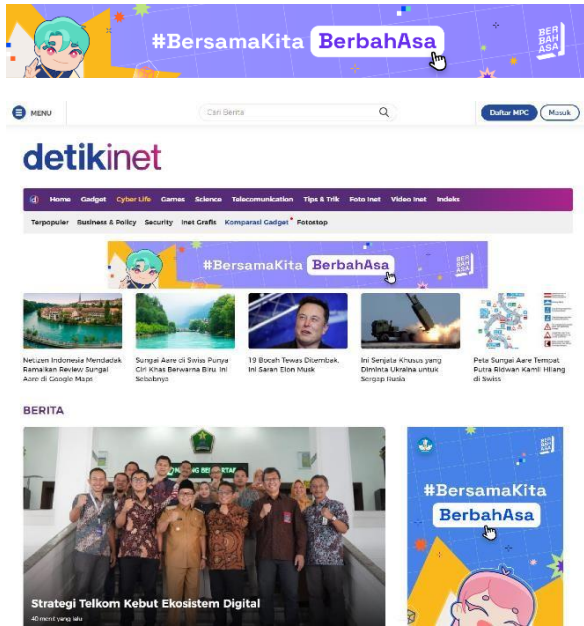 #BersamaKita BerbahAsa
BER
BAH
ASA
MENU
Cari Berita
Daftar MPC
Masuk
detikinet
d Home Gadget Cyber Life Games Science Telecommunication Tips & Trik Foto Inet Video Inet Indeks
Terpopuler Business & Policy Security Inet Grafis Komparasi Gadget Fotostop
#BersamaKita BerbahAsa
BER
BAH
ASA
Netizen Indonesia Mendadak
Ramaikan Review Sungai
Aare di Google Maps
Sungai Aare di Swiss Punya
Ciri Khas Berwarna Biru, Ini
Sebabnya
19 Bocah Tewas Ditembak,
Ini Saran Elon Musk
Ini Senjata Khusus yang
Diminta Ukraina untuk
Sergap Rusia
Peta Sungai Aare Tempat
Putra Ridwan Kamil Hilang
di Swiss
BERITA
Strategi Telkom Kebut Ekosistem Digital
40 menit yang lalu
BER
BAH
ASA
#BersamaKita
BerbahAsa